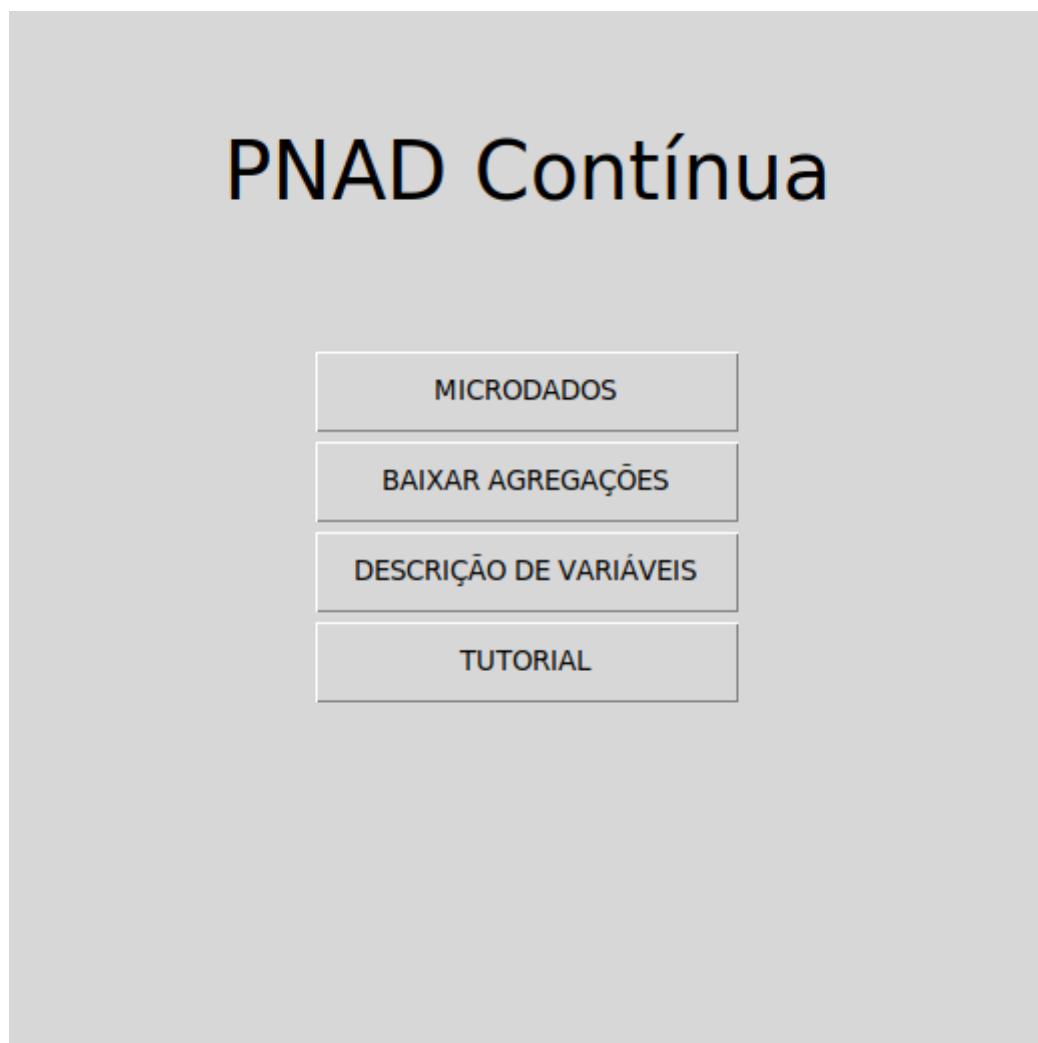 PNAD Contínua
MICRODADOS
BAIXAR AGREGAÇÕES
DESCRIÇÃO DE VARIÁVEIS
TUTORIAL